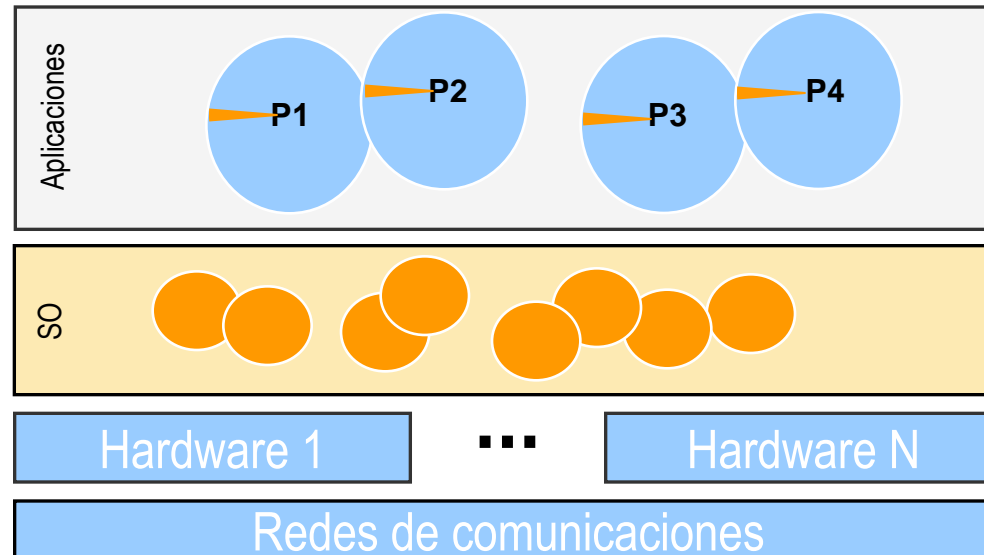 Aplicaciones
P1
P2
P3
P4
SO
Hardware 1
...
Hardware N
Redes de comunicaciones